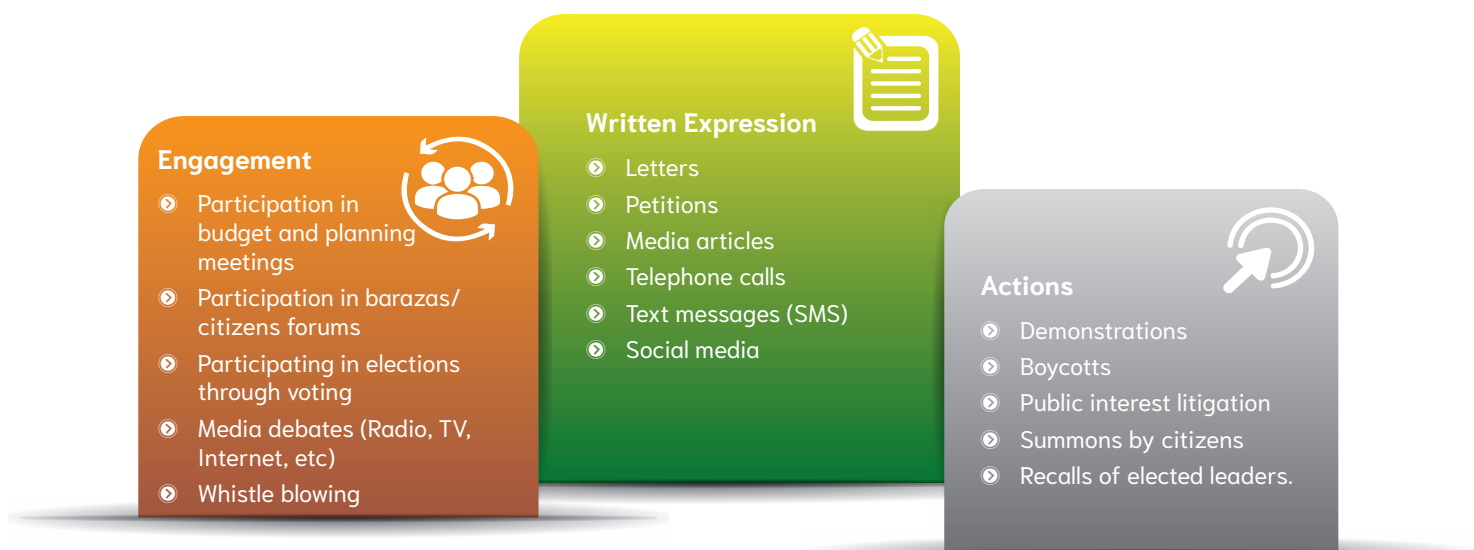 Engagement
Participation in
budget and planning
meetings
Participation in barazas/
citizens forums
Participating in elections
through voting
Media debates (Radio, TV,
Internet, etc)
Whistle blowing
Written Expression
Letters
Petitions
Media articles
Telephone calls
Text messages (SMS)
Social media
Actions
Demonstrations
Boycotts
Public interest litigation
Summons by citizens
Recalls of elected leaders.